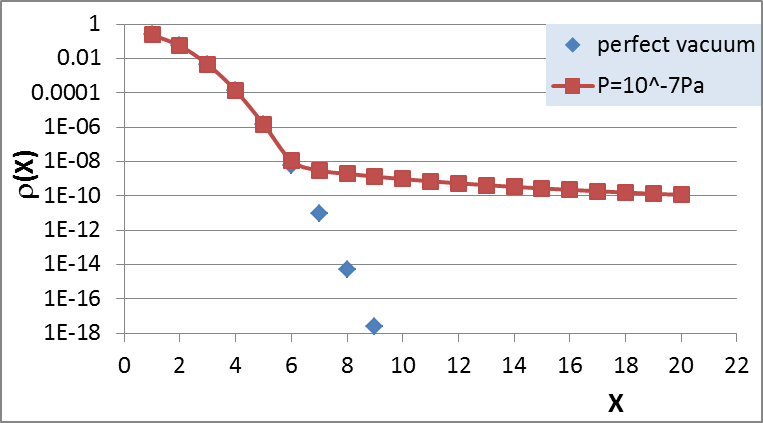 1
0.01
0.0001
1E-06
1E-08
1E-10
1E-12
1E-14
1E-16
1E-18
ρ(X)
perfect vacuum
P=10^-7Pa
0 2 4 6 8 10 12 14 16 18 20 22
X